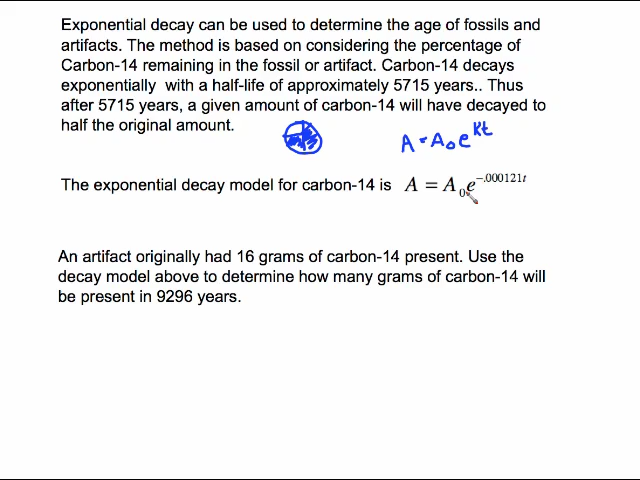 Exponential decay can be used to determine the age of fossils and
artifacts. The method is based on considering the percentage of
Carbon-14 remaining in the fossil or artifact. Carbon-14 decays
exponentially with a half-life of approximately 5715 years.. Thus
after 5715 years, a given amount of carbon-14 will have decayed to
half the original amount.
A = A₀e^{kt}
The exponential decay model for carbon-14 is A = A₀e^{-.000121t}
An artifact originally had 16 grams of carbon-14 present. Use the
decay model above to determine how many grams of carbon-14 will
be present in 9296 years.